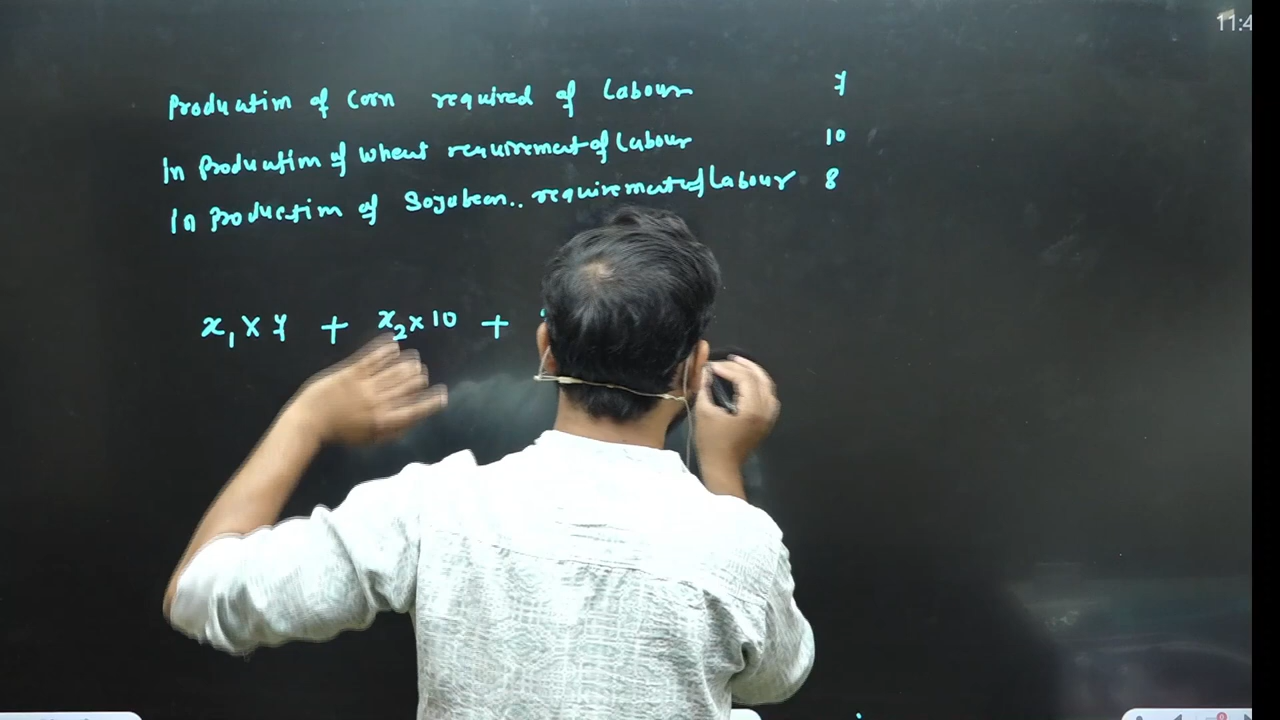 11:4
Production of Corn required of Labour 7
In Production of wheat requirement of Labour 10
In Production of Soyabean.. requirement of Labour 8
x₁ × 7 + x₂ × 10 +